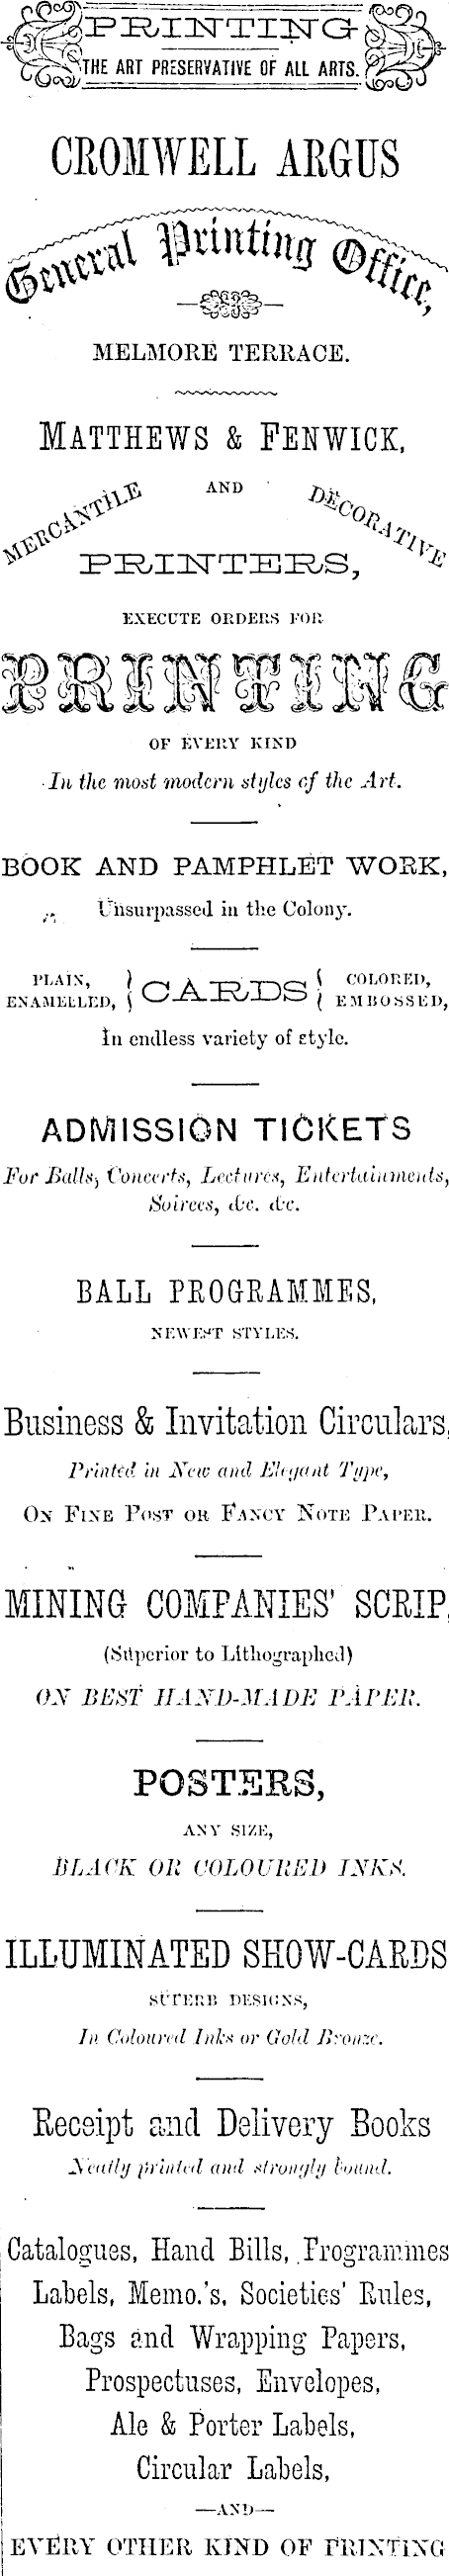 PRINTING
THE ART PRESERVATIVE OF ALL ARTS.
CROMWELL ARGUS
General Printing Office,
MELMORE TERRACE.
MATTHEWS & FENWICK,
MERCANTILE AND DECORATIVE
PRINTERS,
EXECUTE ORDERS FOR
PRINTING
OF EVERY KIND
In the most modern styles of the Art.
BOOK AND PAMPHLET WORK,
Unsurpassed in the Colony.
PLAIN, ENAMELLED, } CARDS { COLORED, EMBOSSED,
In endless variety of style.
ADMISSION TICKETS
For Balls, Concerts, Lectures, Entertainments,
Soirees, &c. &c.
BALL PROGRAMMES,
NEWEST STYLES.
Business & Invitation Circulars,
Printed in New and Elegant Type,
ON FINE POST OR FANCY NOTE PAPER.
MINING COMPANIES' SCRIP,
(Superior to Lithographed)
ON BEST HAND-MADE PAPER.
POSTERS,
ANY SIZE,
BLACK OR COLOURED INKS.
ILLUMINATED SHOW-CARDS
SUPERB DESIGNS,
In Coloured Inks or Gold Bronze.
Receipt and Delivery Books
Neatly printed and strongly bound.
Catalogues, Hand Bills, Programmes
Labels, Memo.'s, Societies' Rules,
Bags and Wrapping Papers,
Prospectuses, Envelopes,
Ale & Porter Labels,
Circular Labels,
—AND—
EVERY OTHER KIND OF PRINTING